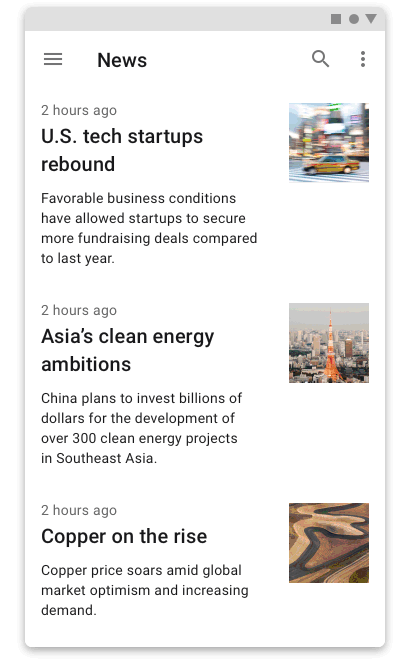 News
2 hours ago
U.S. tech startups
rebound
Favorable business conditions
have allowed startups to secure
more fundraising deals compared
to last year.
2 hours ago
Asia’s clean energy
ambitions
China plans to invest billions of
dollars for the development of
over 300 clean energy projects
in Southeast Asia.
2 hours ago
Copper on the rise
Copper price soars amid global
market optimism and increasing
demand.